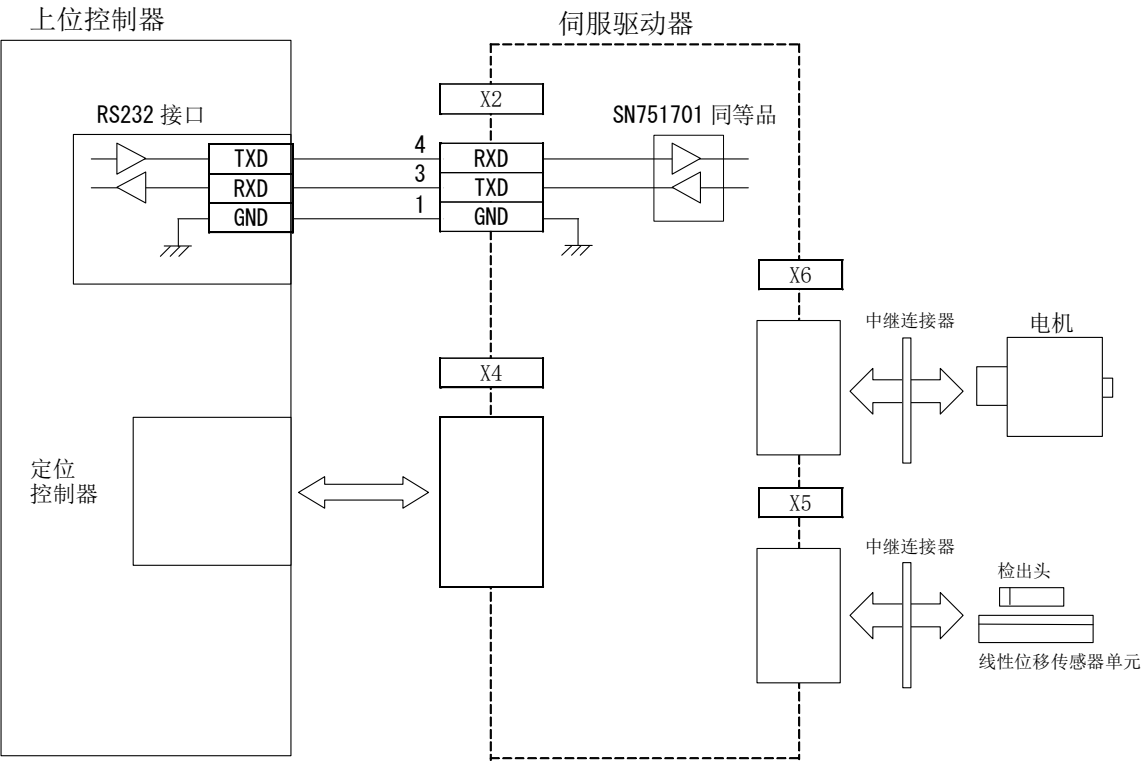 上位控制器
伺服驱动器
X2
RS232 接口
SN751701 同等品
TXD
4
RXD
RXD
3
TXD
GND
1
GND
X6
中继连接器
电机
X4
定位
控制器
X5
中继连接器
检出头
线性位移传感器单元